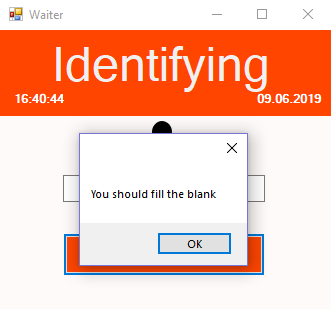 Waiter
Identifying
16:40:44 09.06.2019
You should fill the blank
OK